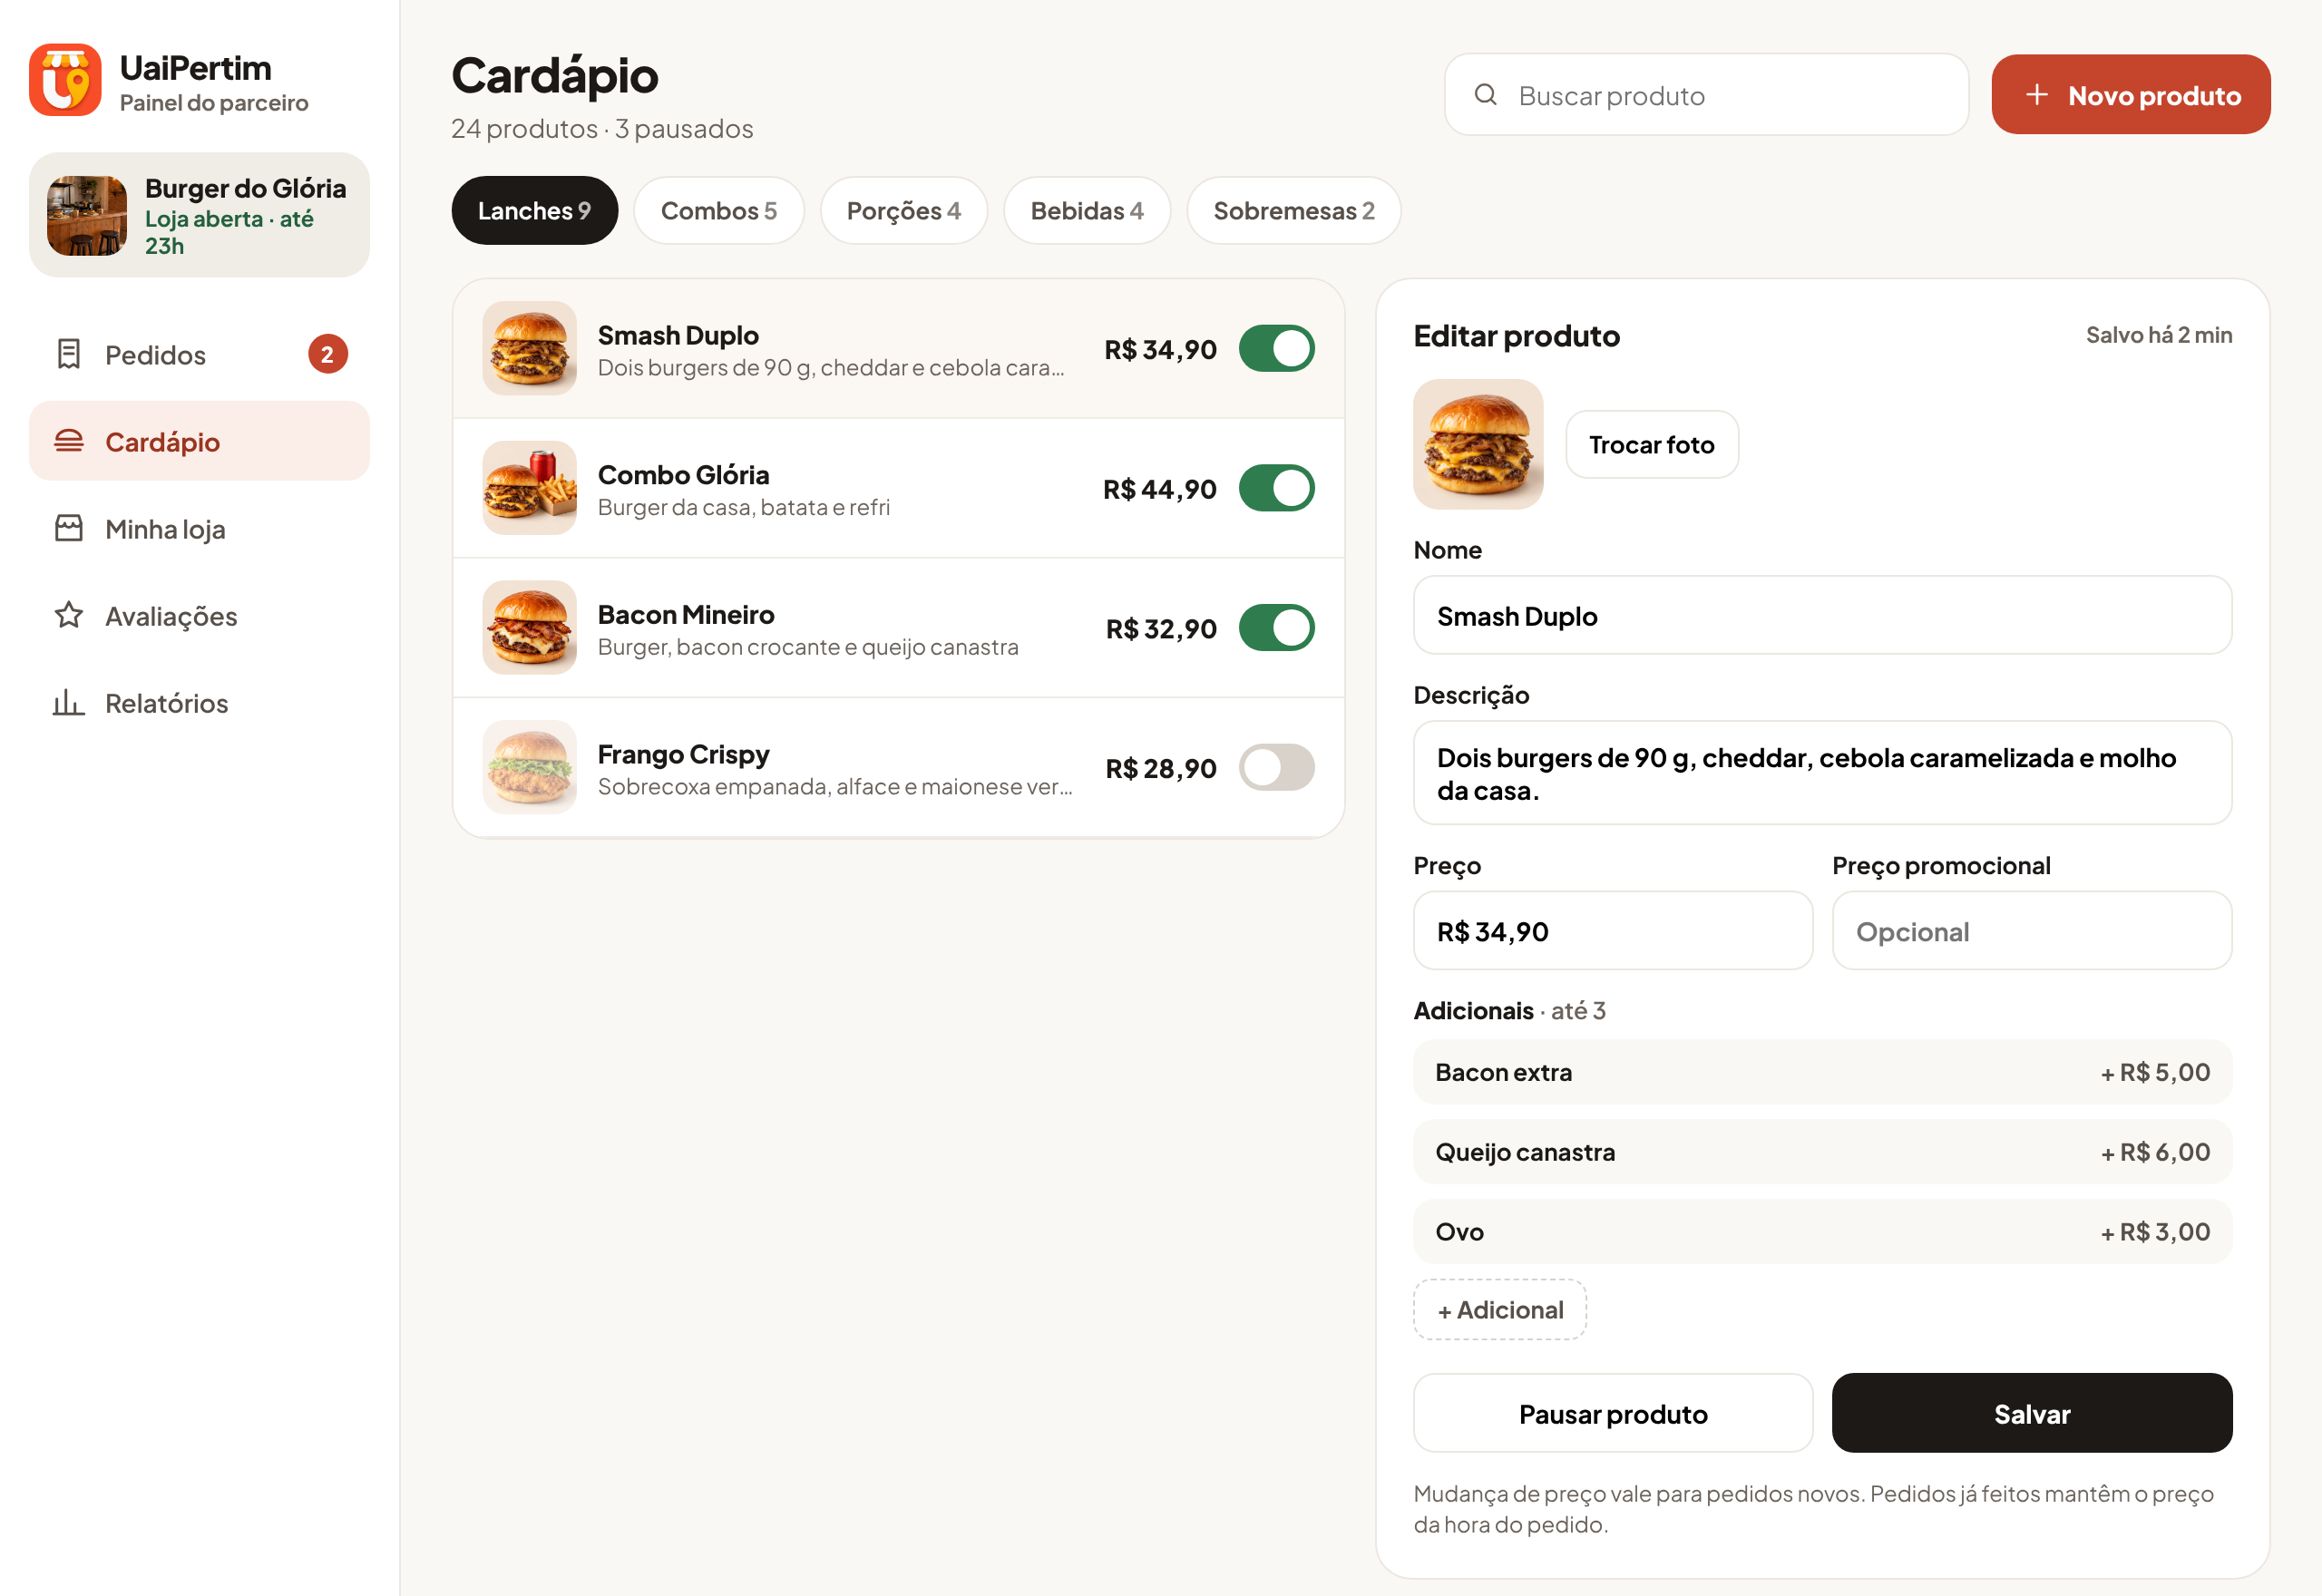 UaiPertim
Painel do parceiro
Burger do Glória
Loja aberta · até
23h
Pedidos 2
Cardápio
Minha loja
Avaliações
Relatórios
Cardápio
24 produtos · 3 pausados
Buscar produto
+ Novo produto
Lanches 9 Combos 5 Porções 4 Bebidas 4 Sobremesas 2
Smash Duplo
Dois burgers de 90 g, cheddar e cebola cara...
R$ 34,90
Combo Glória
Burger da casa, batata e refri
R$ 44,90
Bacon Mineiro
Burger, bacon crocante e queijo canastra
R$ 32,90
Frango Crispy
Sobrecoxa empanada, alface e maionese ver...
R$ 28,90
Editar produto
Salvo há 2 min
Trocar foto
Nome
Smash Duplo
Descrição
Dois burgers de 90 g, cheddar, cebola caramelizada e molho
da casa.
Preço
R$ 34,90
Preço promocional
Opcional
Adicionais · até 3
Bacon extra + R$ 5,00
Queijo canastra + R$ 6,00
Ovo + R$ 3,00
+ Adicional
Pausar produto
Salvar
Mudança de preço vale para pedidos novos. Pedidos já feitos mantêm o preço
da hora do pedido.